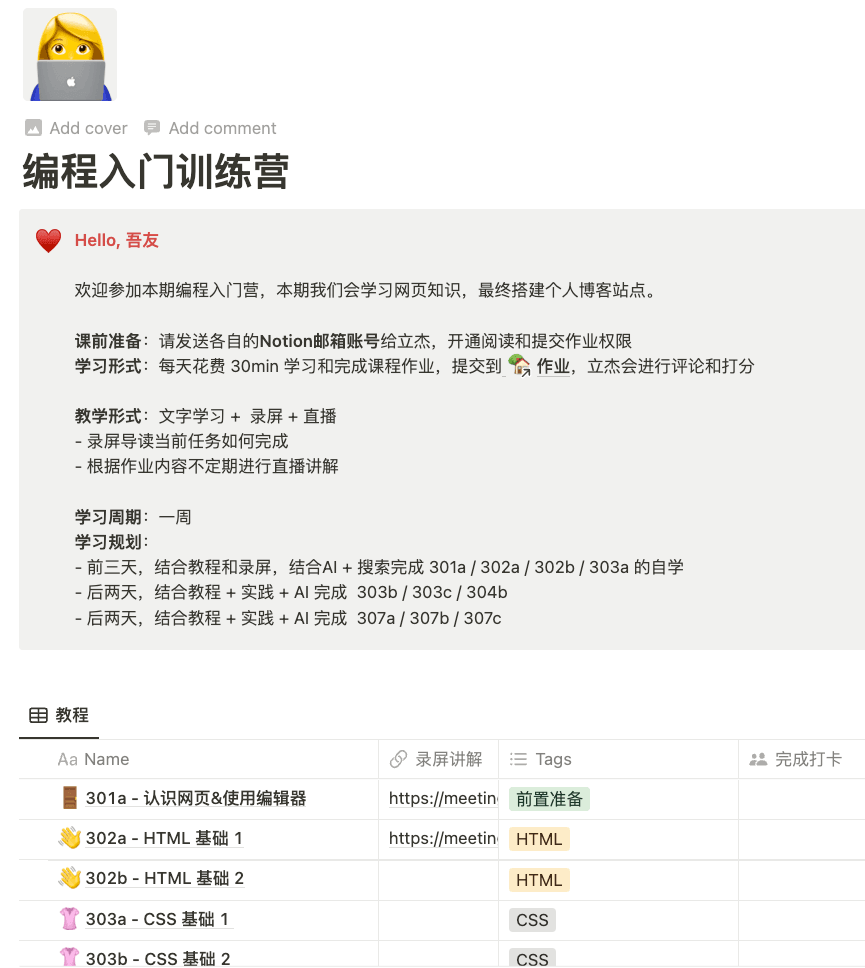 Add cover Add comment
编程入门训练营
Hello, 吾友
欢迎参加本期编程入门营，本期我们会学习网页知识，最终搭建个人博客站点。
课前准备：请发送各自的Notion邮箱账号给立杰，开通阅读和提交作业权限
学习形式：每天花费 30min 学习和完成课程作业，提交到 作业，立杰会进行评论和打分
教学形式：文字学习 + 录屏 + 直播
- 录屏导读当前任务如何完成
- 根据作业内容不定期进行直播讲解
学习周期：一周
学习规划：
- 前三天，结合教程和录屏，结合AI + 搜索完成 301a / 302a / 302b / 303a 的自学
- 后两天，结合教程 + 实践 + AI 完成 303b / 303c / 304b
- 后两天，结合教程 + 实践 + AI 完成 307a / 307b / 307c
教程
Aa Name 录屏讲解 Tags 完成打卡
301a - 认识网页&使用编辑器 https://meeting 前置准备
302a - HTML 基础 1 https://meeting HTML
302b - HTML 基础 2 HTML
303a - CSS 基础 1 CSS
303b - CSS 基础 2 CSS